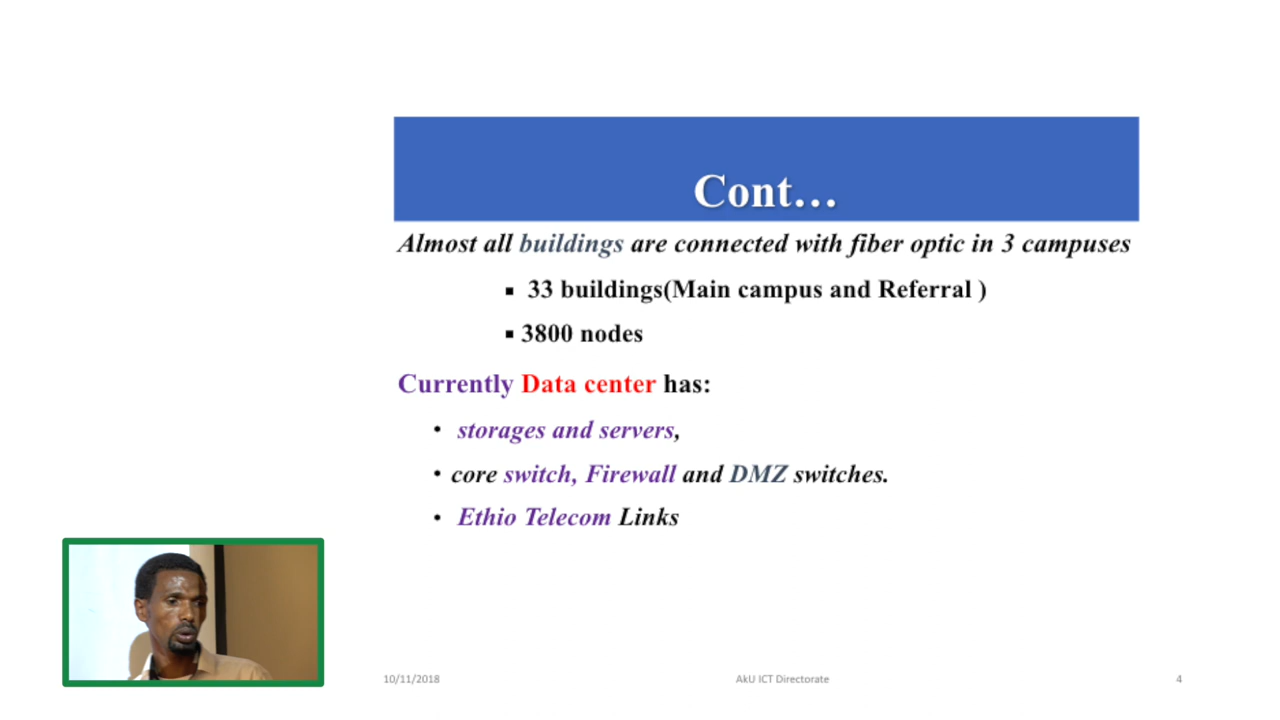 Cont…
Almost all buildings are connected with fiber optic in 3 campuses
▪ 33 buildings(Main campus and Referral )
▪ 3800 nodes
Currently Data center has:
• storages and servers,
• core switch, Firewall and DMZ switches.
• Ethio Telecom Links
10/11/2018
AkU ICT Directorate
4